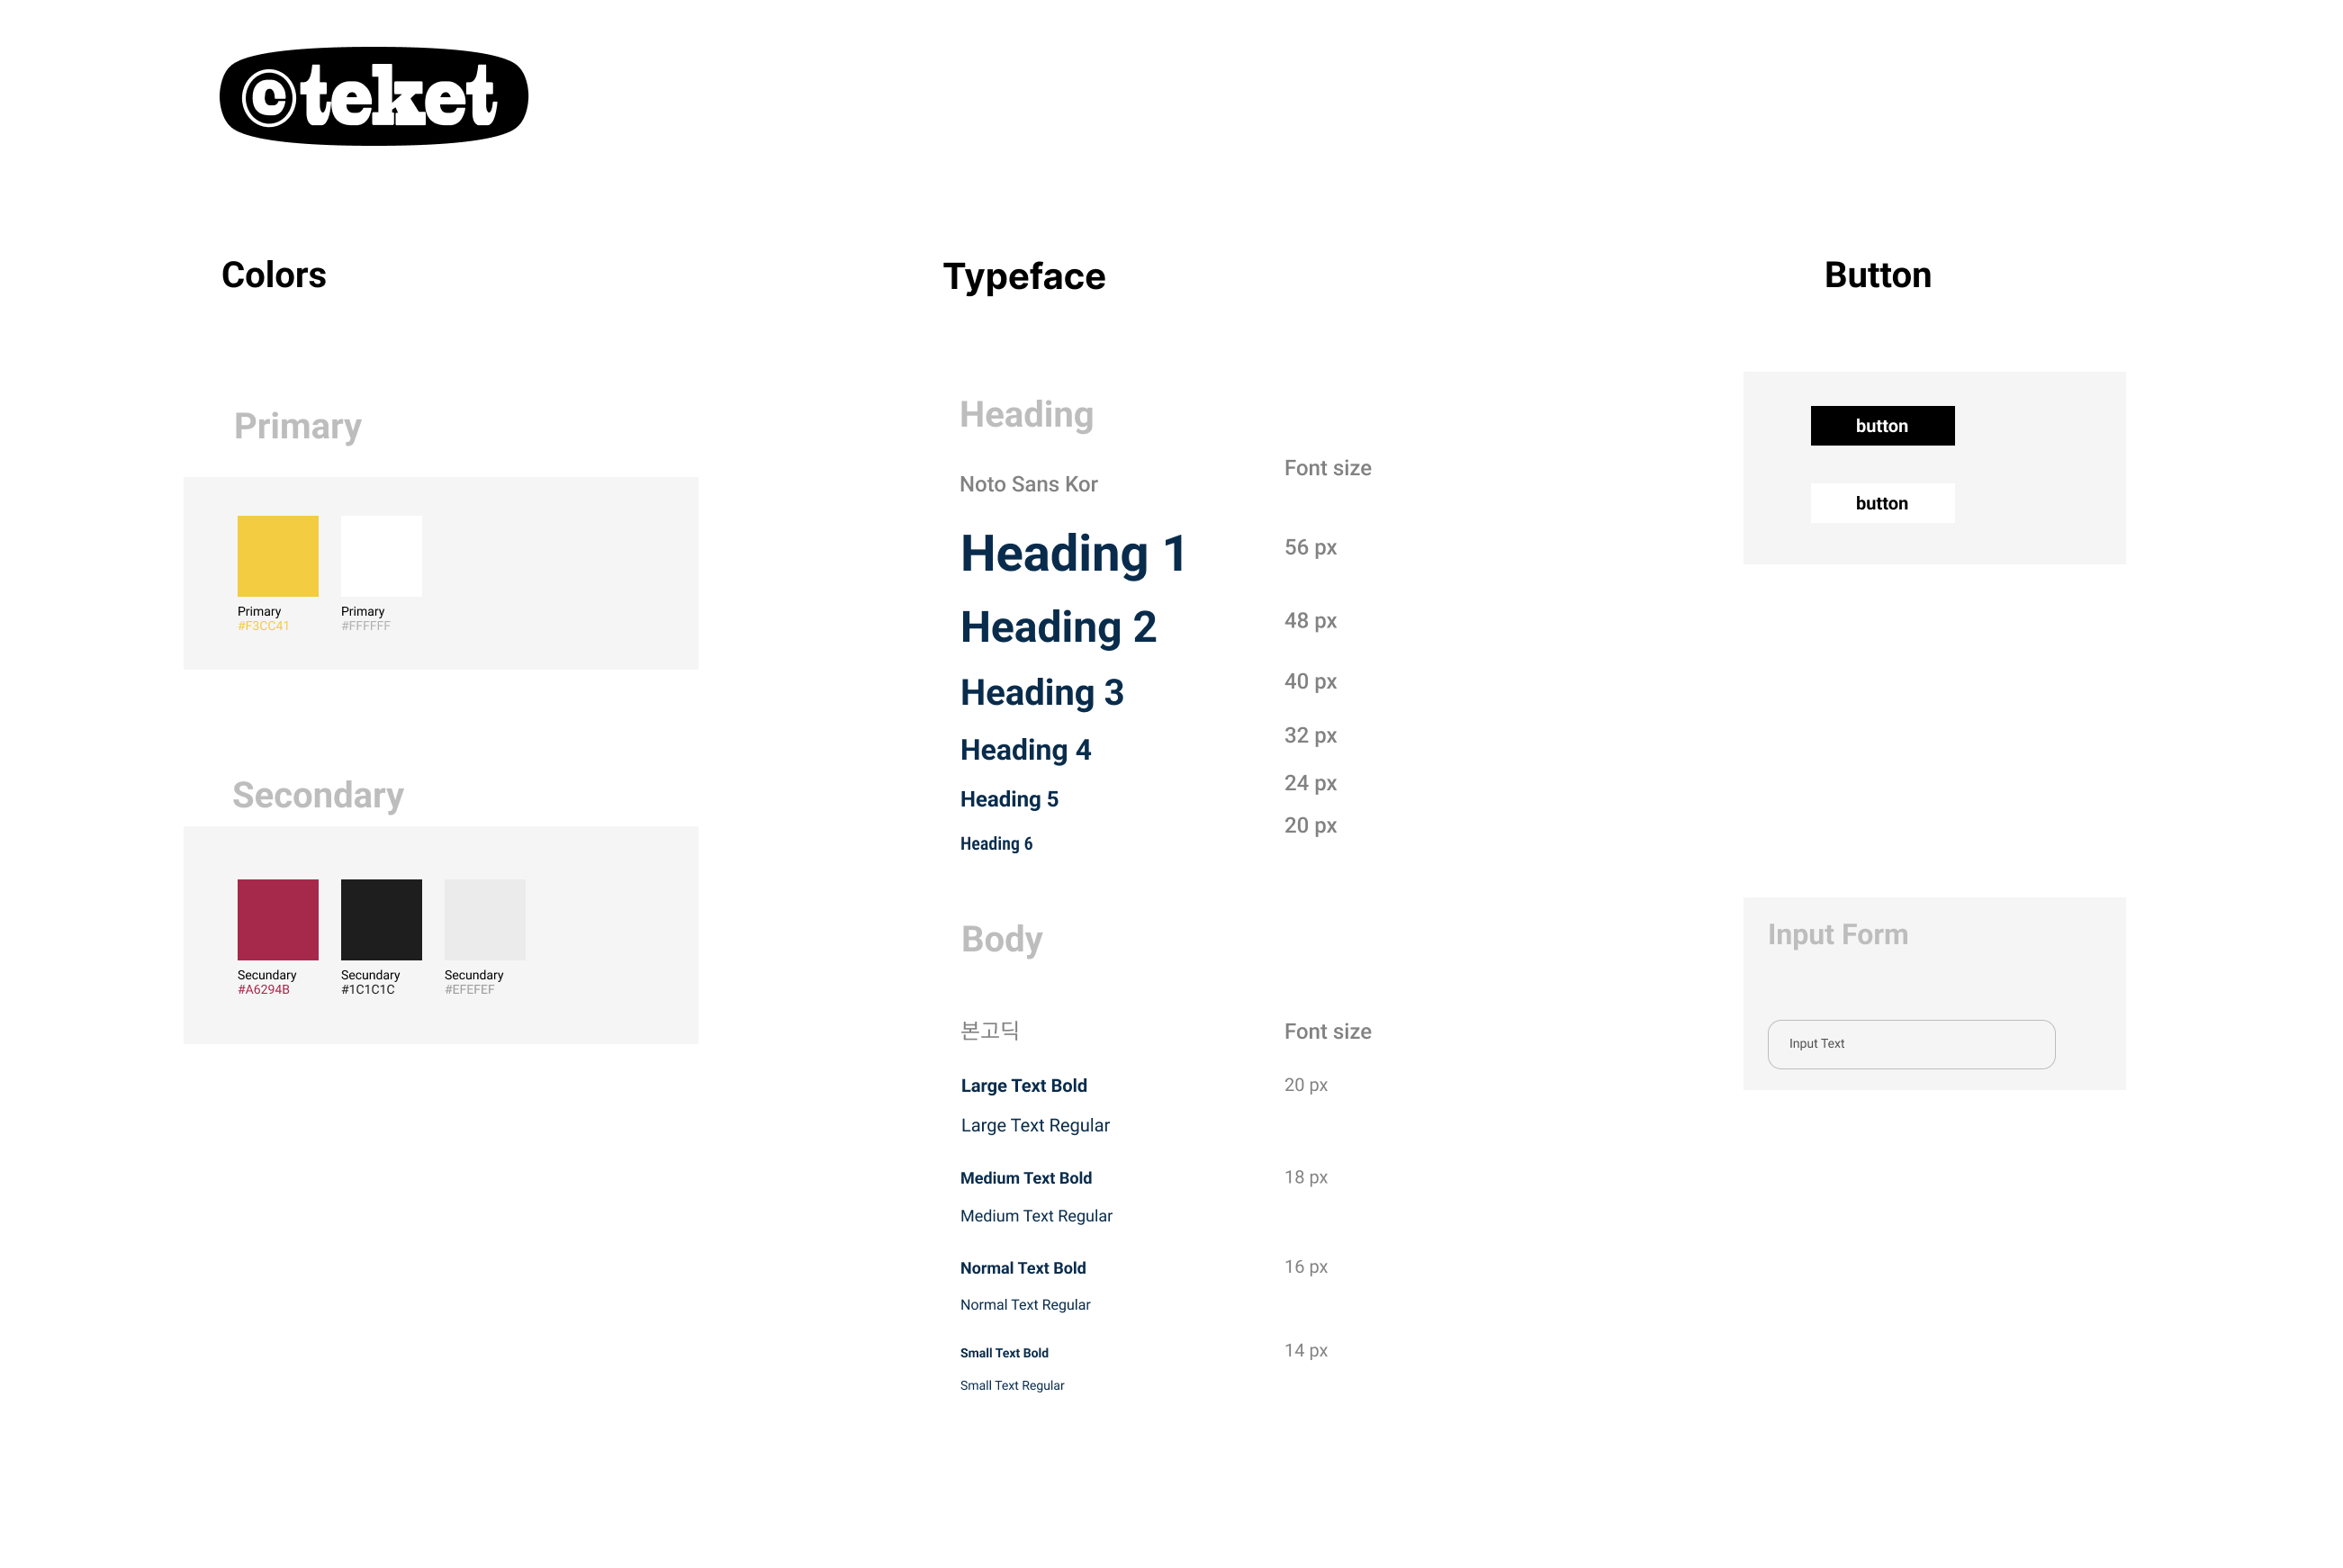 ©teket
Colors
Primary
Primary
#F3CC41
Primary
#FFFFFF
Secondary
Secundary
#A6294B
Secundary
#1C1C1C
Secundary
#EFEFEF
Typeface
Heading
Noto Sans Kor
Font size
Heading 1
56 px
Heading 2
48 px
Heading 3
40 px
Heading 4
32 px
Heading 5
24 px
Heading 6
20 px
Body
본고딕
Font size
Large Text Bold
20 px
Large Text Regular
Medium Text Bold
18 px
Medium Text Regular
Normal Text Bold
16 px
Normal Text Regular
Small Text Bold
14 px
Small Text Regular
Button
button
button
Input Form
Input Text